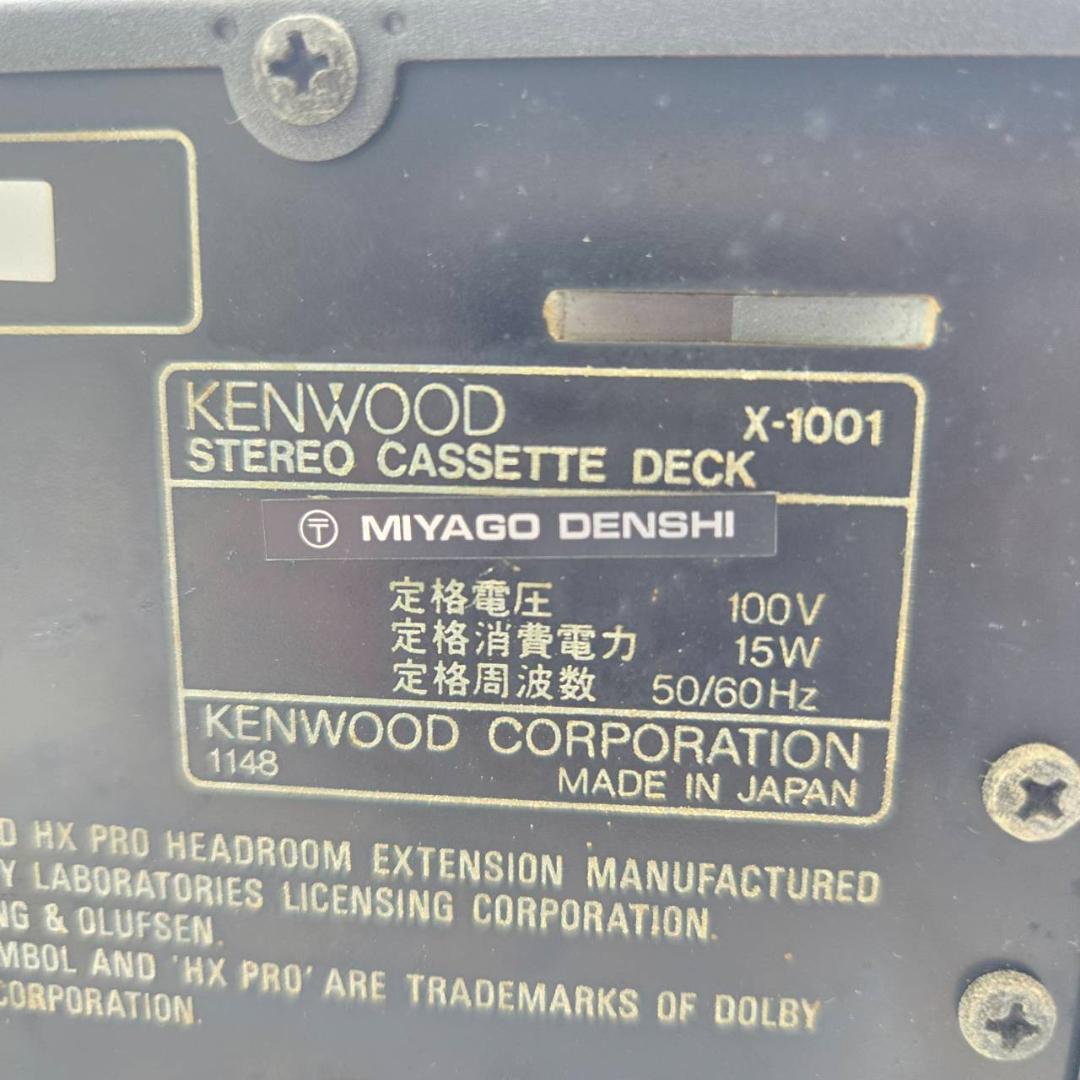 KENWOOD X-1001
STEREO CASSETTE DECK
〒 MIYAGO DENSHI
定格電圧 100V
定格消費電力 15W
定格周波数 50/60Hz
KENWOOD CORPORATION
1148 MADE IN JAPAN
D HX PRO HEADROOM EXTENSION MANUFACTURED
Y LABORATORIES LICENSING CORPORATION.
NG & OLUFSEN.
MBOL AND 'HX PRO' ARE TRADEMARKS OF DOLBY
CORPORATION.